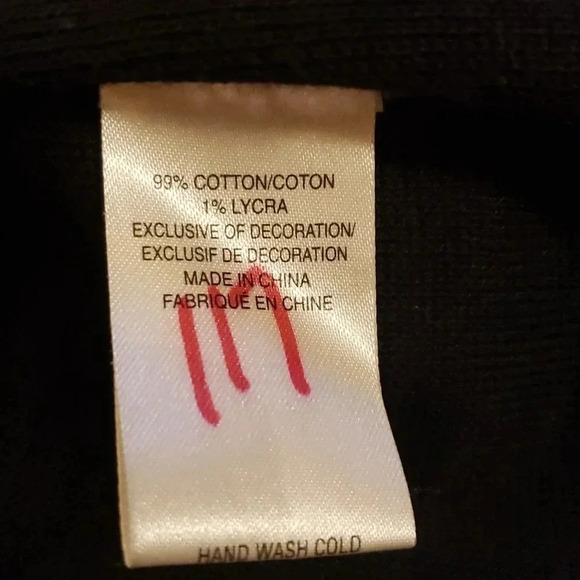 99% COTTON/COTON
1% LYCRA
EXCLUSIVE OF DECORATION/
EXCLUSIF DE DECORATION
MADE IN CHINA
FABRIQUE EN CHINE
HAND WASH COLD